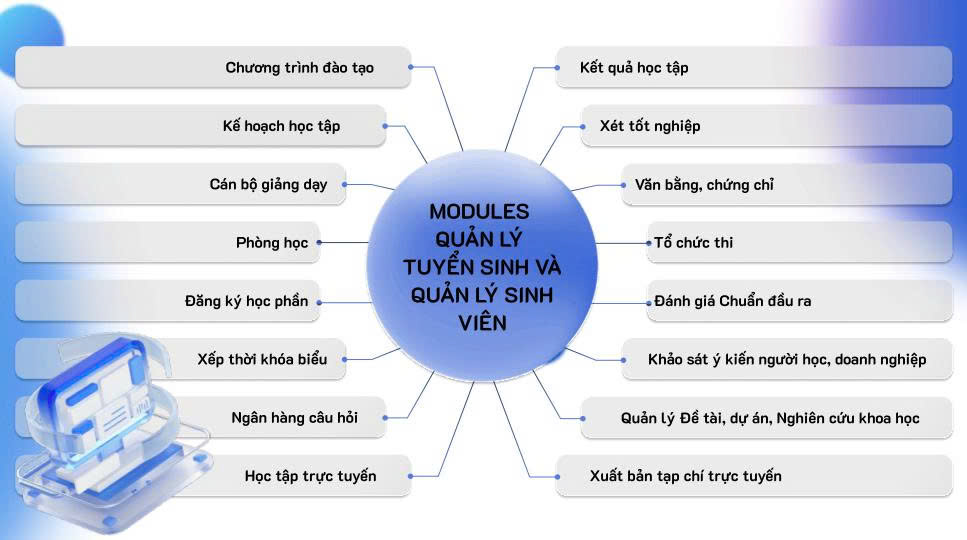 Chương trình đào tạo
Kế hoạch học tập
Cán bộ giảng dạy
Phòng học
Đăng ký học phần
Xếp thời khóa biểu
Ngân hàng câu hỏi
Học tập trực tuyến
MODULES
QUẢN LÝ
TUYỂN SINH VÀ
QUẢN LÝ SINH
VIÊN
Kết quả học tập
Xét tốt nghiệp
Văn bằng, chứng chỉ
Tổ chức thi
Đánh giá Chuẩn đầu ra
Khảo sát ý kiến người học, doanh nghiệp
Quản lý Đề tài, dự án, Nghiên cứu khoa học
Xuất bản tạp chí trực tuyến